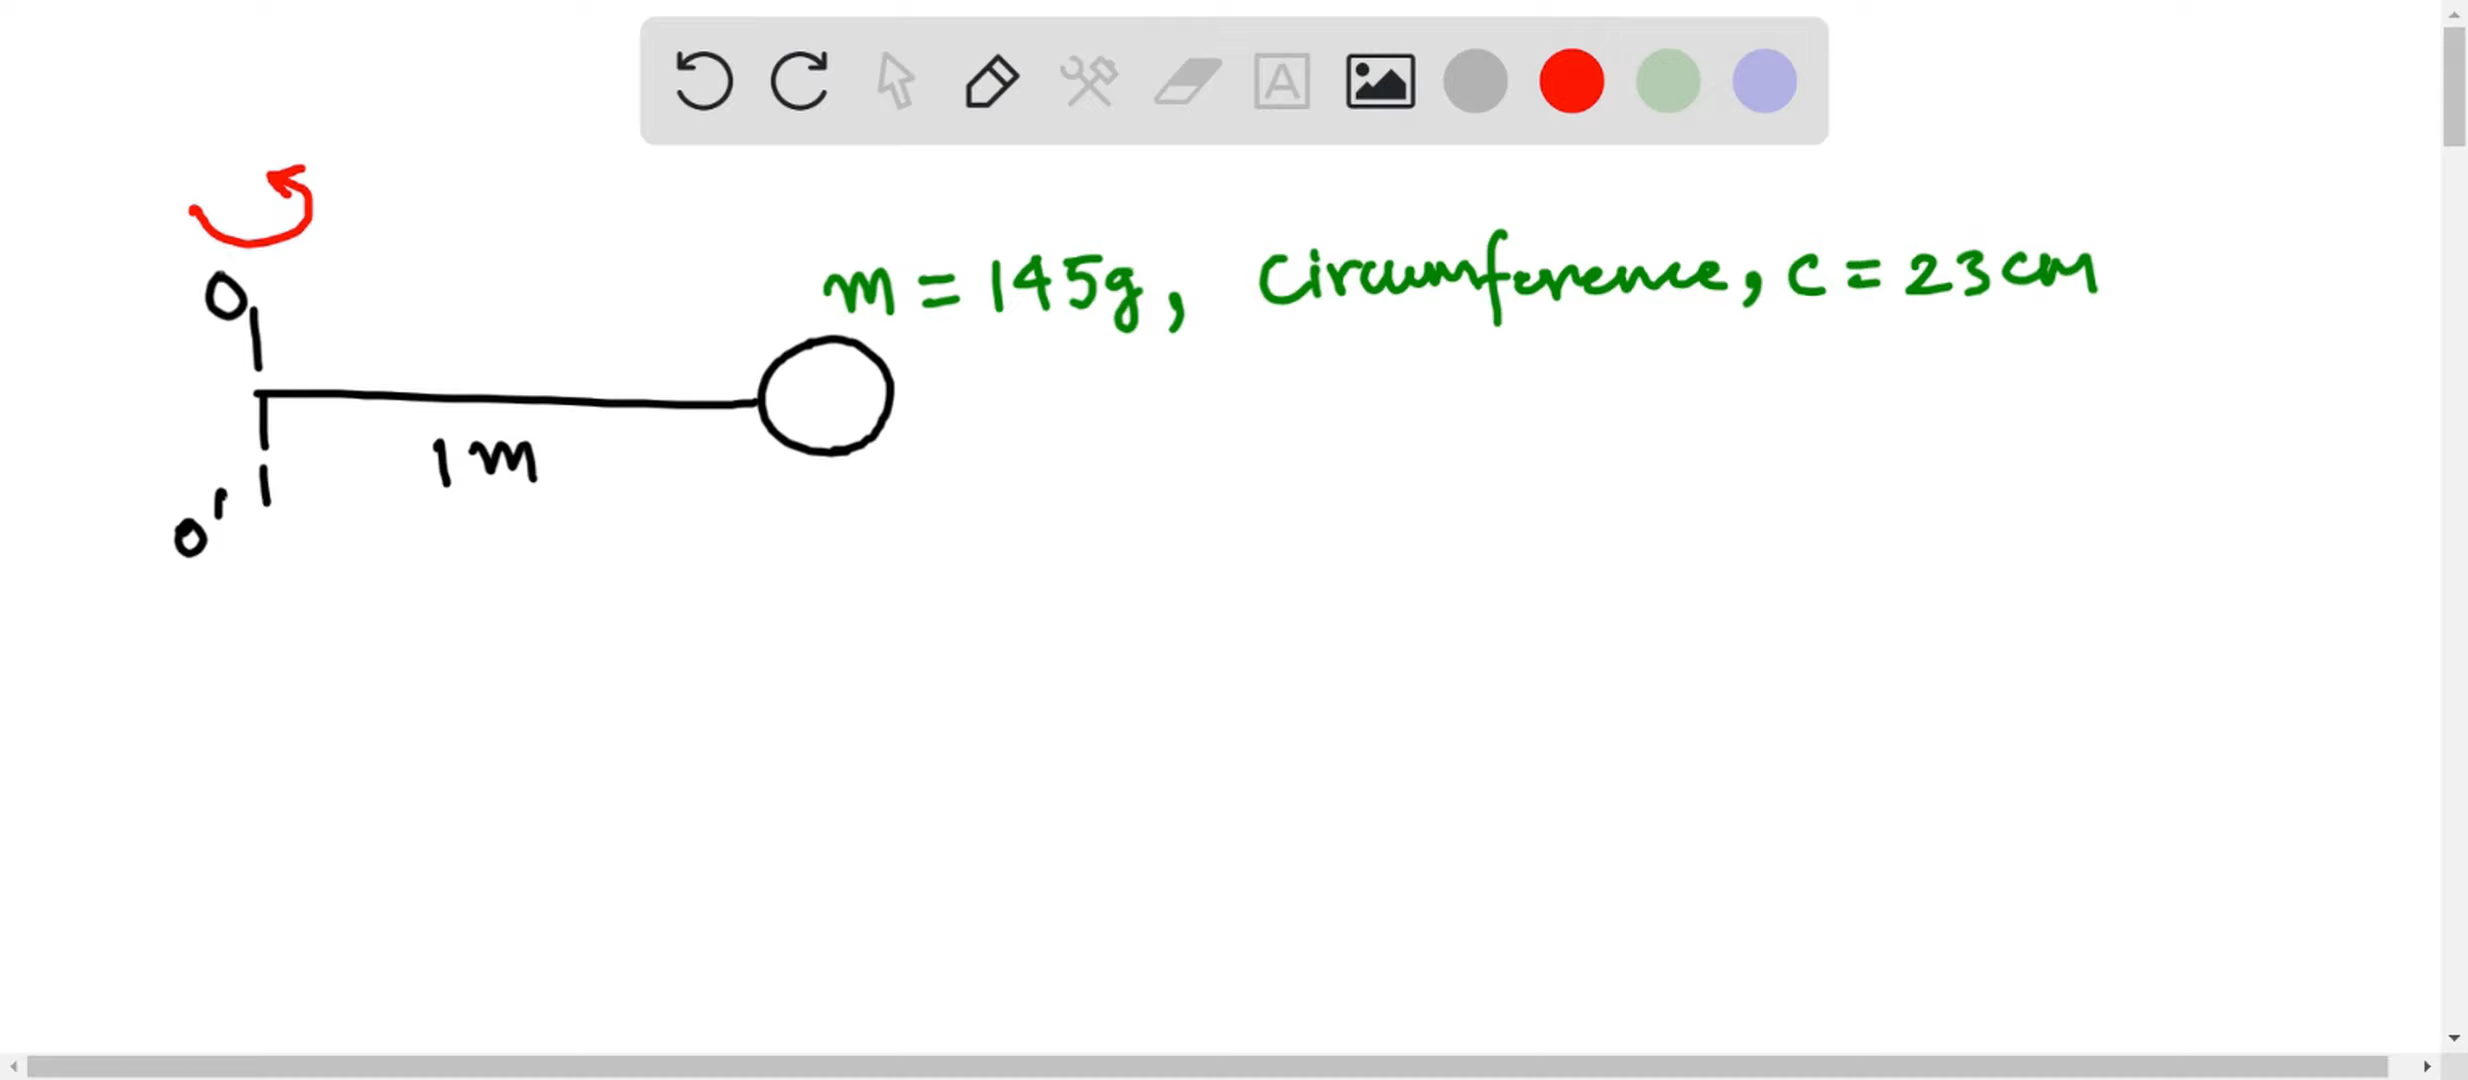 A
O
m = 145g, Circumference, C = 23cm
1m
O'